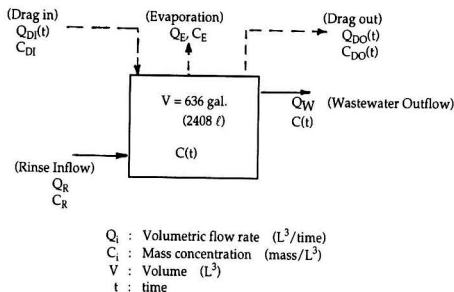 (Drag in)
Q_DI(t)
C_DI
(Evaporation)
Q_E, C_E
(Drag out)
Q_DO(t)
C_DO(t)
V = 636 gal.
(2408 ℓ)
C(t)
Q_W (Wastewater Outflow)
C(t)
(Rinse Inflow)
Q_R
C_R
Q_i : Volumetric flow rate (L³/time)
C_i : Mass concentration (mass/L³)
V : Volume (L³)
t : time